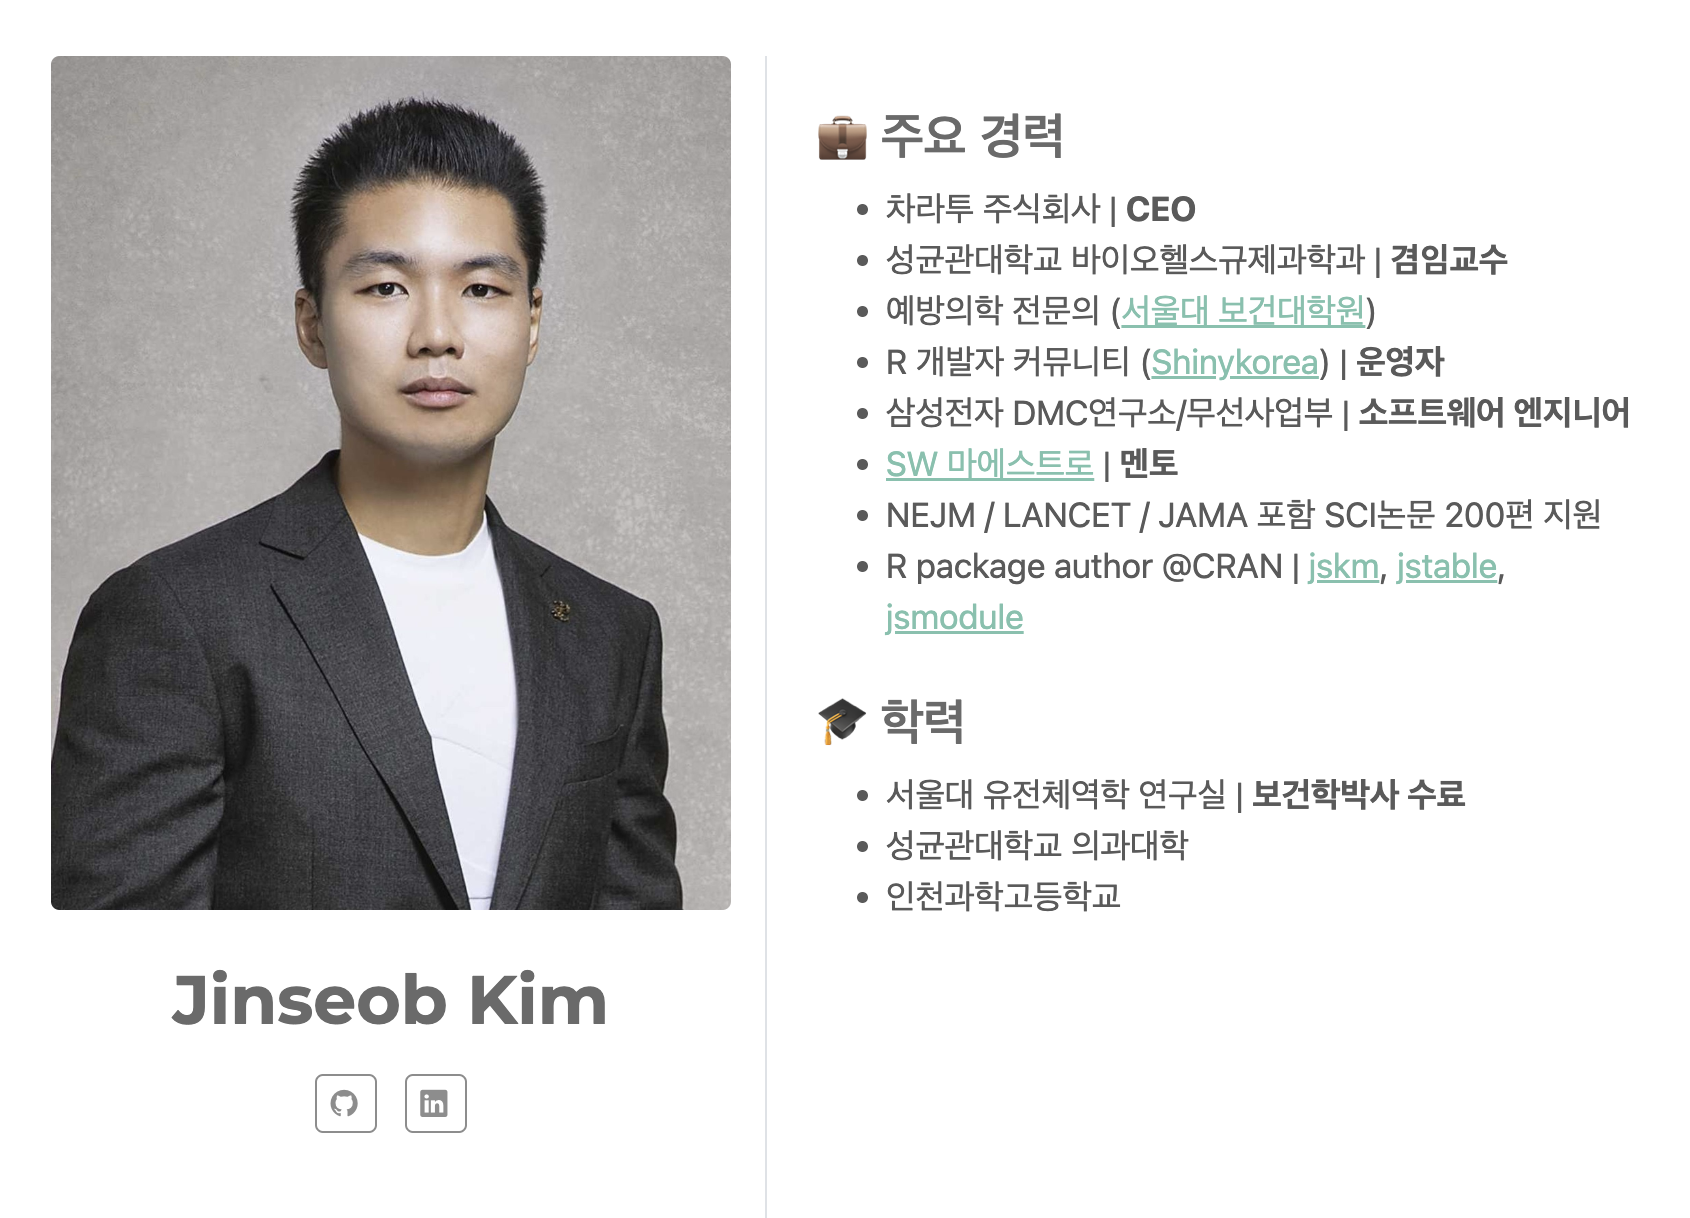 주요 경력
차라투 주식회사 | CEO
성균관대학교 바이오헬스규제과학과 | 겸임교수
예방의학 전문의 (서울대 보건대학원)
R 개발자 커뮤니티 (Shinykorea) | 운영자
삼성전자 DMC연구소/무선사업부 | 소프트웨어 엔지니어
SW 마에스트로 | 멘토
NEJM / LANCET / JAMA 포함 SCI논문 200편 지원
R package author @CRAN | jskm, jstable,
jsmodule
학력
서울대 유전체역학 연구실 | 보건학박사 수료
성균관대학교 의과대학
인천과학고등학교
Jinseob Kim
in